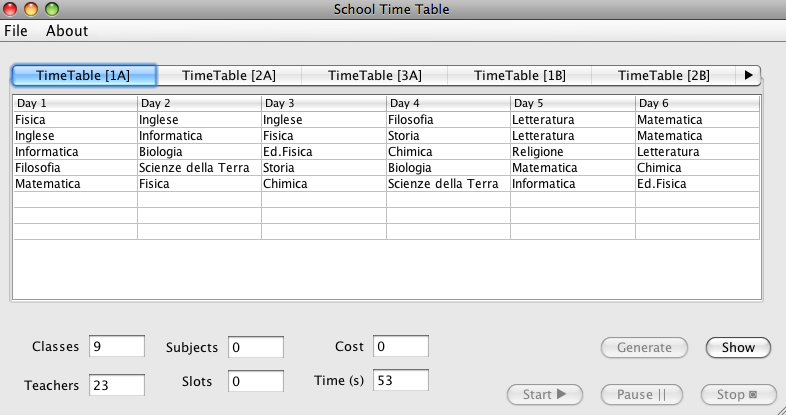 School Time Table
File About
TimeTable [1A] TimeTable [2A] TimeTable [3A] TimeTable [1B] TimeTable [2B]
Day 1 Day 2 Day 3 Day 4 Day 5 Day 6
Fisica Inglese Inglese Filosofia Letteratura Matematica
Inglese Informatica Fisica Storia Letteratura Matematica
Informatica Biologia Ed.Fisica Chimica Religione Letteratura
Filosofia Scienze della Terra Storia Biologia Matematica Chimica
Matematica Fisica Chimica Scienze della Terra Informatica Ed.Fisica
Classes 9 Subjects 0 Cost 0 Generate Show
Teachers 23 Slots 0 Time (s) 53
Start Pause || Stop